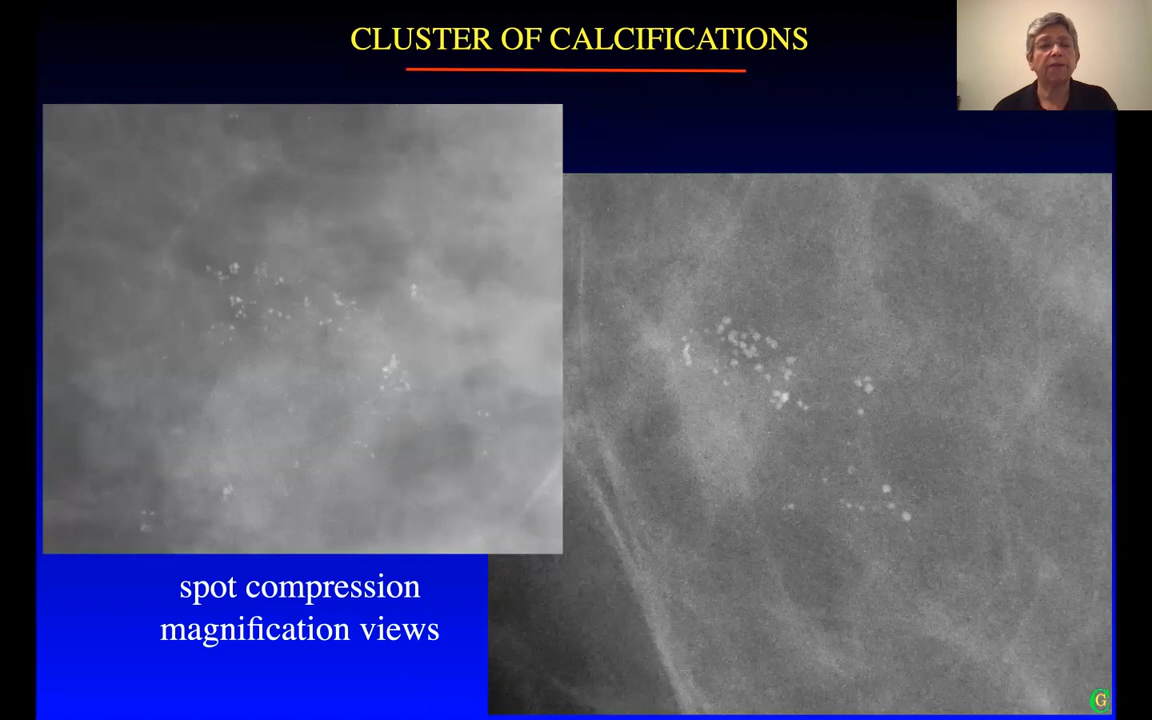 CLUSTER OF CALCIFICATIONS
spot compression
magnification views
G